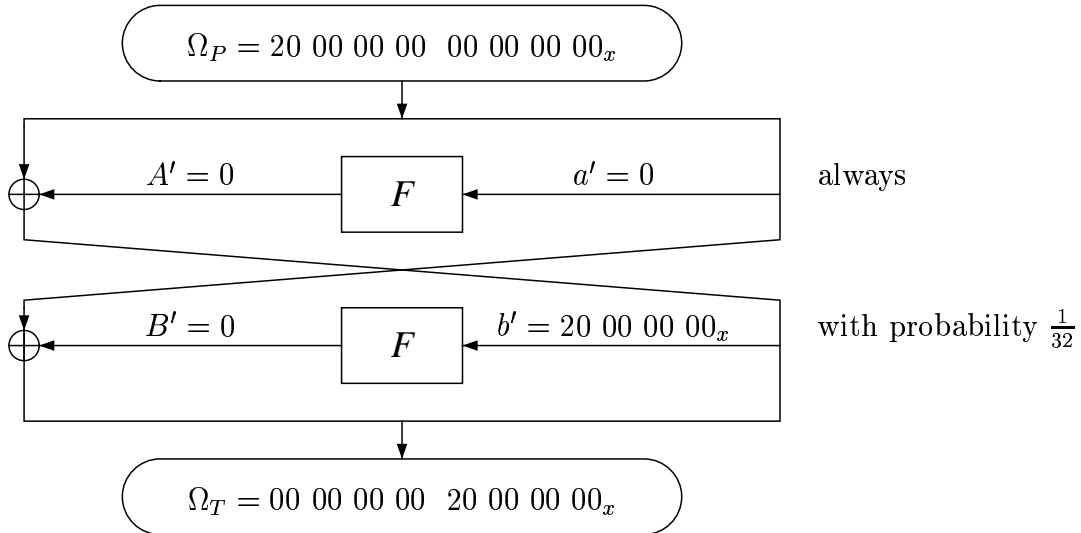 Ω_P = 20 00 00 00 00 00 00 00_x
A′ = 0 F a′ = 0 always
B′ = 0 F b′ = 20 00 00 00_x with probability 1/32
Ω_T = 00 00 00 00 20 00 00 00_x